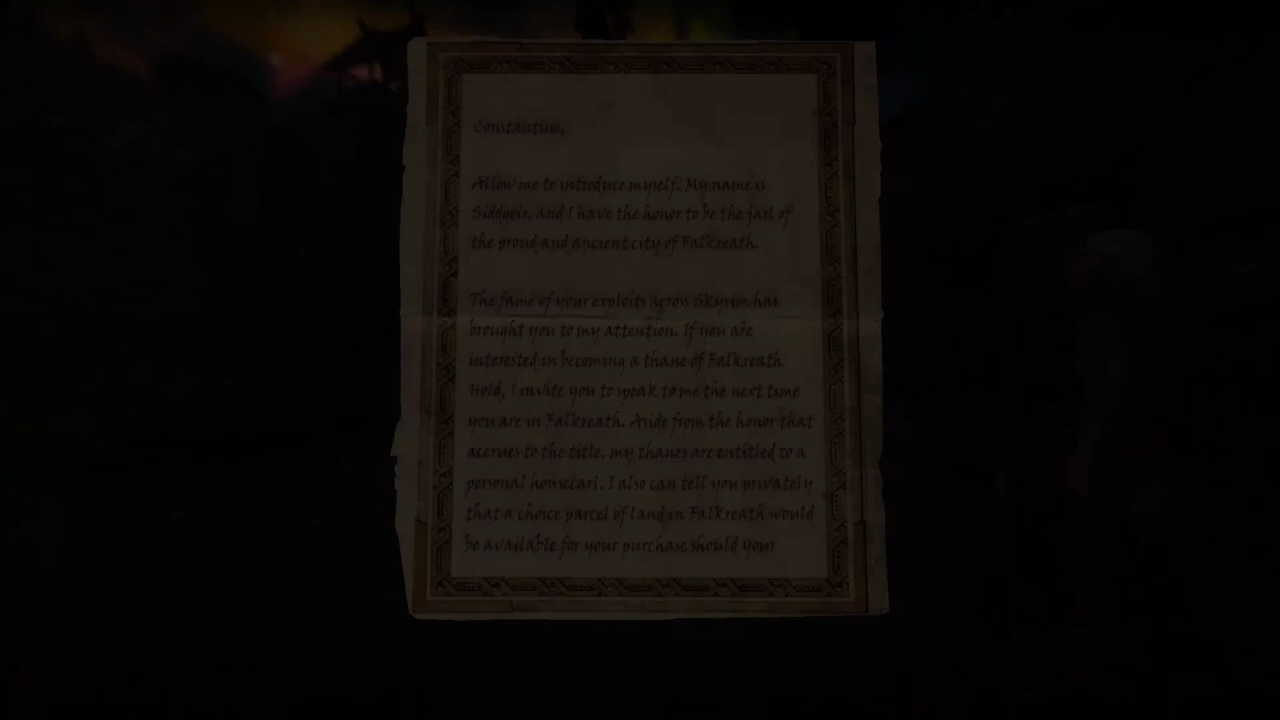 Constantine,
Allow me to introduce myself. My name is
Siddgeir, and I have the honor to be the jarl of
the proud and ancient city of Falkreath.
The fame of your exploits across Skyrim has
brought you to my attention. If you are
interested in becoming a thane of Falkreath
Hold, I invite you to speak to me the next time
you are in Falkreath. Aside from the honor that
accrues to the title, my thanes are entitled to a
personal housecarl. I also can tell you privately
that a choice parcel of land in Falkreath would
be available for your purchase should your